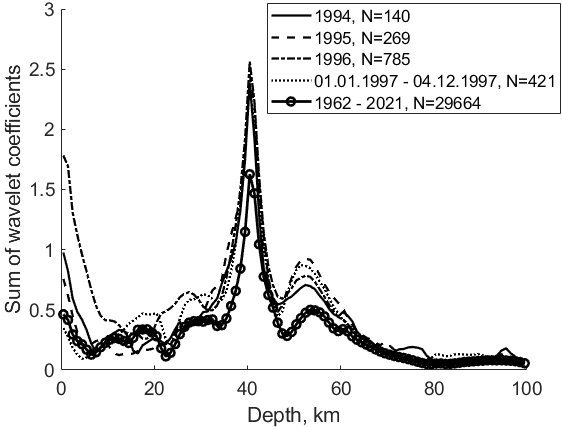 3
2.5
2
1.5
1
0.5
0
0
20
40
60
80
100
Depth, km
Sum of wavelet coefficients
1994, N=140
1995, N=269
1996, N=785
01.01.1997 - 04.12.1997, N=421
1962 - 2021, N=29664